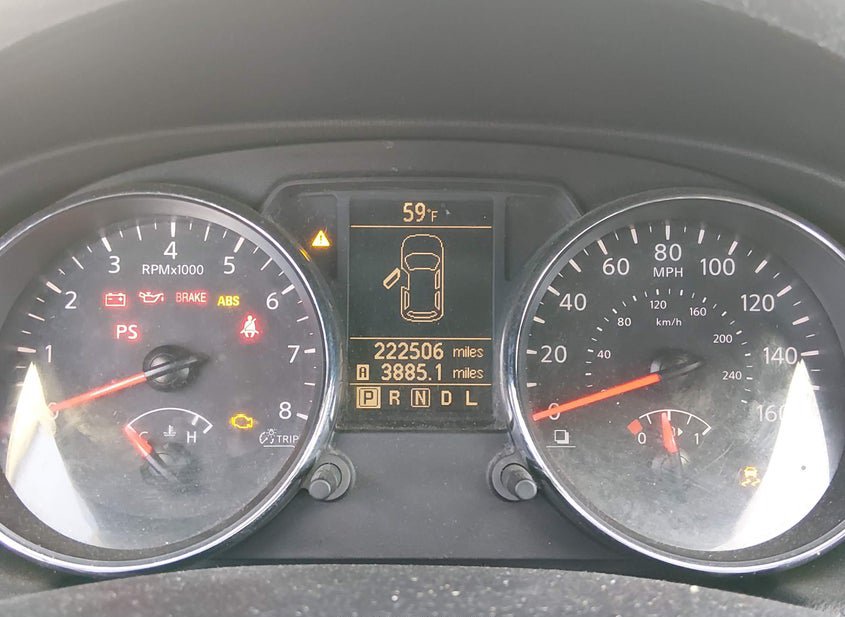 59°F
4
3
5
RPMx1000
2
6
BRAKE ABS
PS
1
7
0
8
C H
TRIP
222506 miles
A 3885.1 miles
P R N D L
80
60 100
MPH
40 120
120 160
80 km/h 200
20 140
40 240
0 160
0 1